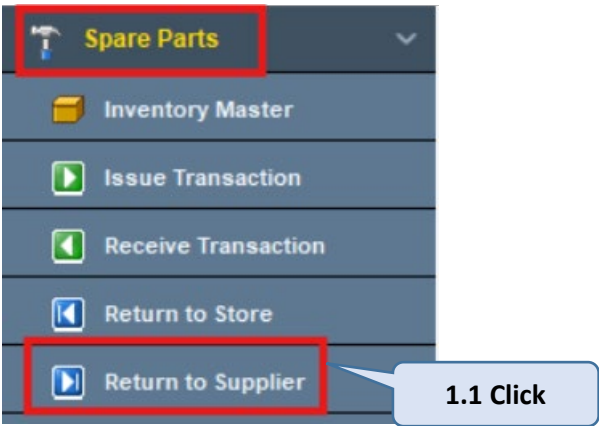 Spare Parts
Inventory Master
Issue Transaction
Receive Transaction
Return to Store
Return to Supplier
1.1 Click